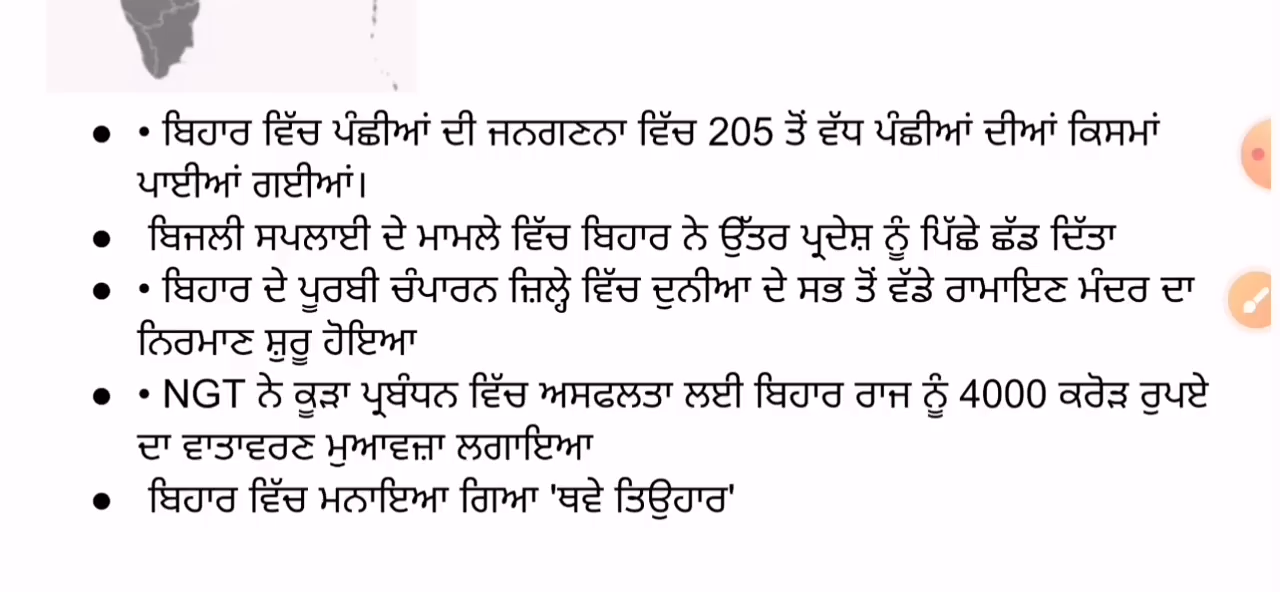 ● • ਬਿਹਾਰ ਵਿੱਚ ਪੰਛੀਆਂ ਦੀ ਜਨਗਣਨਾ ਵਿੱਚ 205 ਤੋਂ ਵੱਧ ਪੰਛੀਆਂ ਦੀਆਂ ਕਿਸਮਾਂ
ਪਾਈਆਂ ਗਈਆਂ।
● ਬਿਜਲੀ ਸਪਲਾਈ ਦੇ ਮਾਮਲੇ ਵਿੱਚ ਬਿਹਾਰ ਨੇ ਉੱਤਰ ਪ੍ਰਦੇਸ਼ ਨੂੰ ਪਿੱਛੇ ਛੱਡ ਦਿੱਤਾ
● • ਬਿਹਾਰ ਦੇ ਪੂਰਬੀ ਚੰਪਾਰਨ ਜ਼ਿਲ੍ਹੇ ਵਿੱਚ ਦੁਨੀਆ ਦੇ ਸਭ ਤੋਂ ਵੱਡੇ ਰਾਮਾਇਣ ਮੰਦਰ ਦਾ
ਨਿਰਮਾਣ ਸ਼ੁਰੂ ਹੋਇਆ
● • NGT ਨੇ ਕੂੜਾ ਪ੍ਰਬੰਧਨ ਵਿੱਚ ਅਸਫਲਤਾ ਲਈ ਬਿਹਾਰ ਰਾਜ ਨੂੰ 4000 ਕਰੋੜ ਰੁਪਏ
ਦਾ ਵਾਤਾਵਰਣ ਮੁਆਵਜ਼ਾ ਲਗਾਇਆ
● ਬਿਹਾਰ ਵਿੱਚ ਮਨਾਇਆ ਗਿਆ 'ਥਵੇ ਤਿਉਹਾਰ'